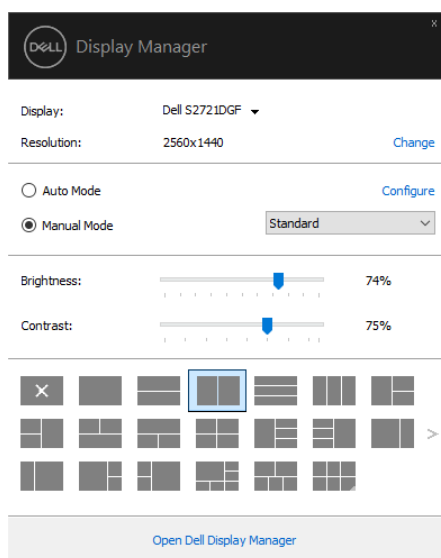 x
DELL Display Manager
Display: Dell S2721DGF
Resolution: 2560x1440 Change
Auto Mode Configure
Manual Mode Standard
Brightness: 74%
Contrast: 75%
Open Dell Display Manager